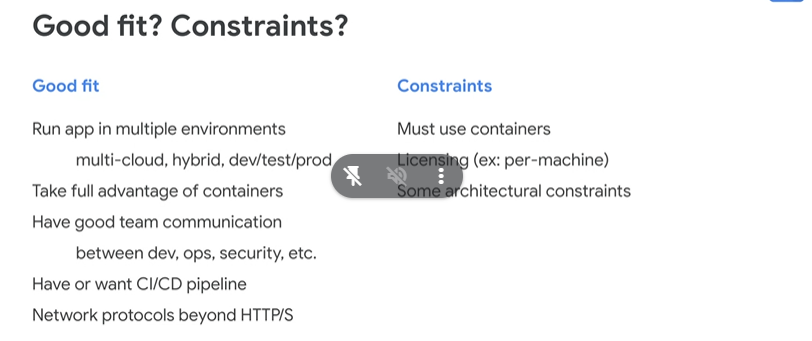 Good fit? Constraints?
Good fit
Run app in multiple environments
multi-cloud, hybrid, dev/test/prod
Take full advantage of containers
Have good team communication
between dev, ops, security, etc.
Have or want CI/CD pipeline
Network protocols beyond HTTP/S
Constraints
Must use containers
Licensing (ex: per-machine)
Some architectural constraints